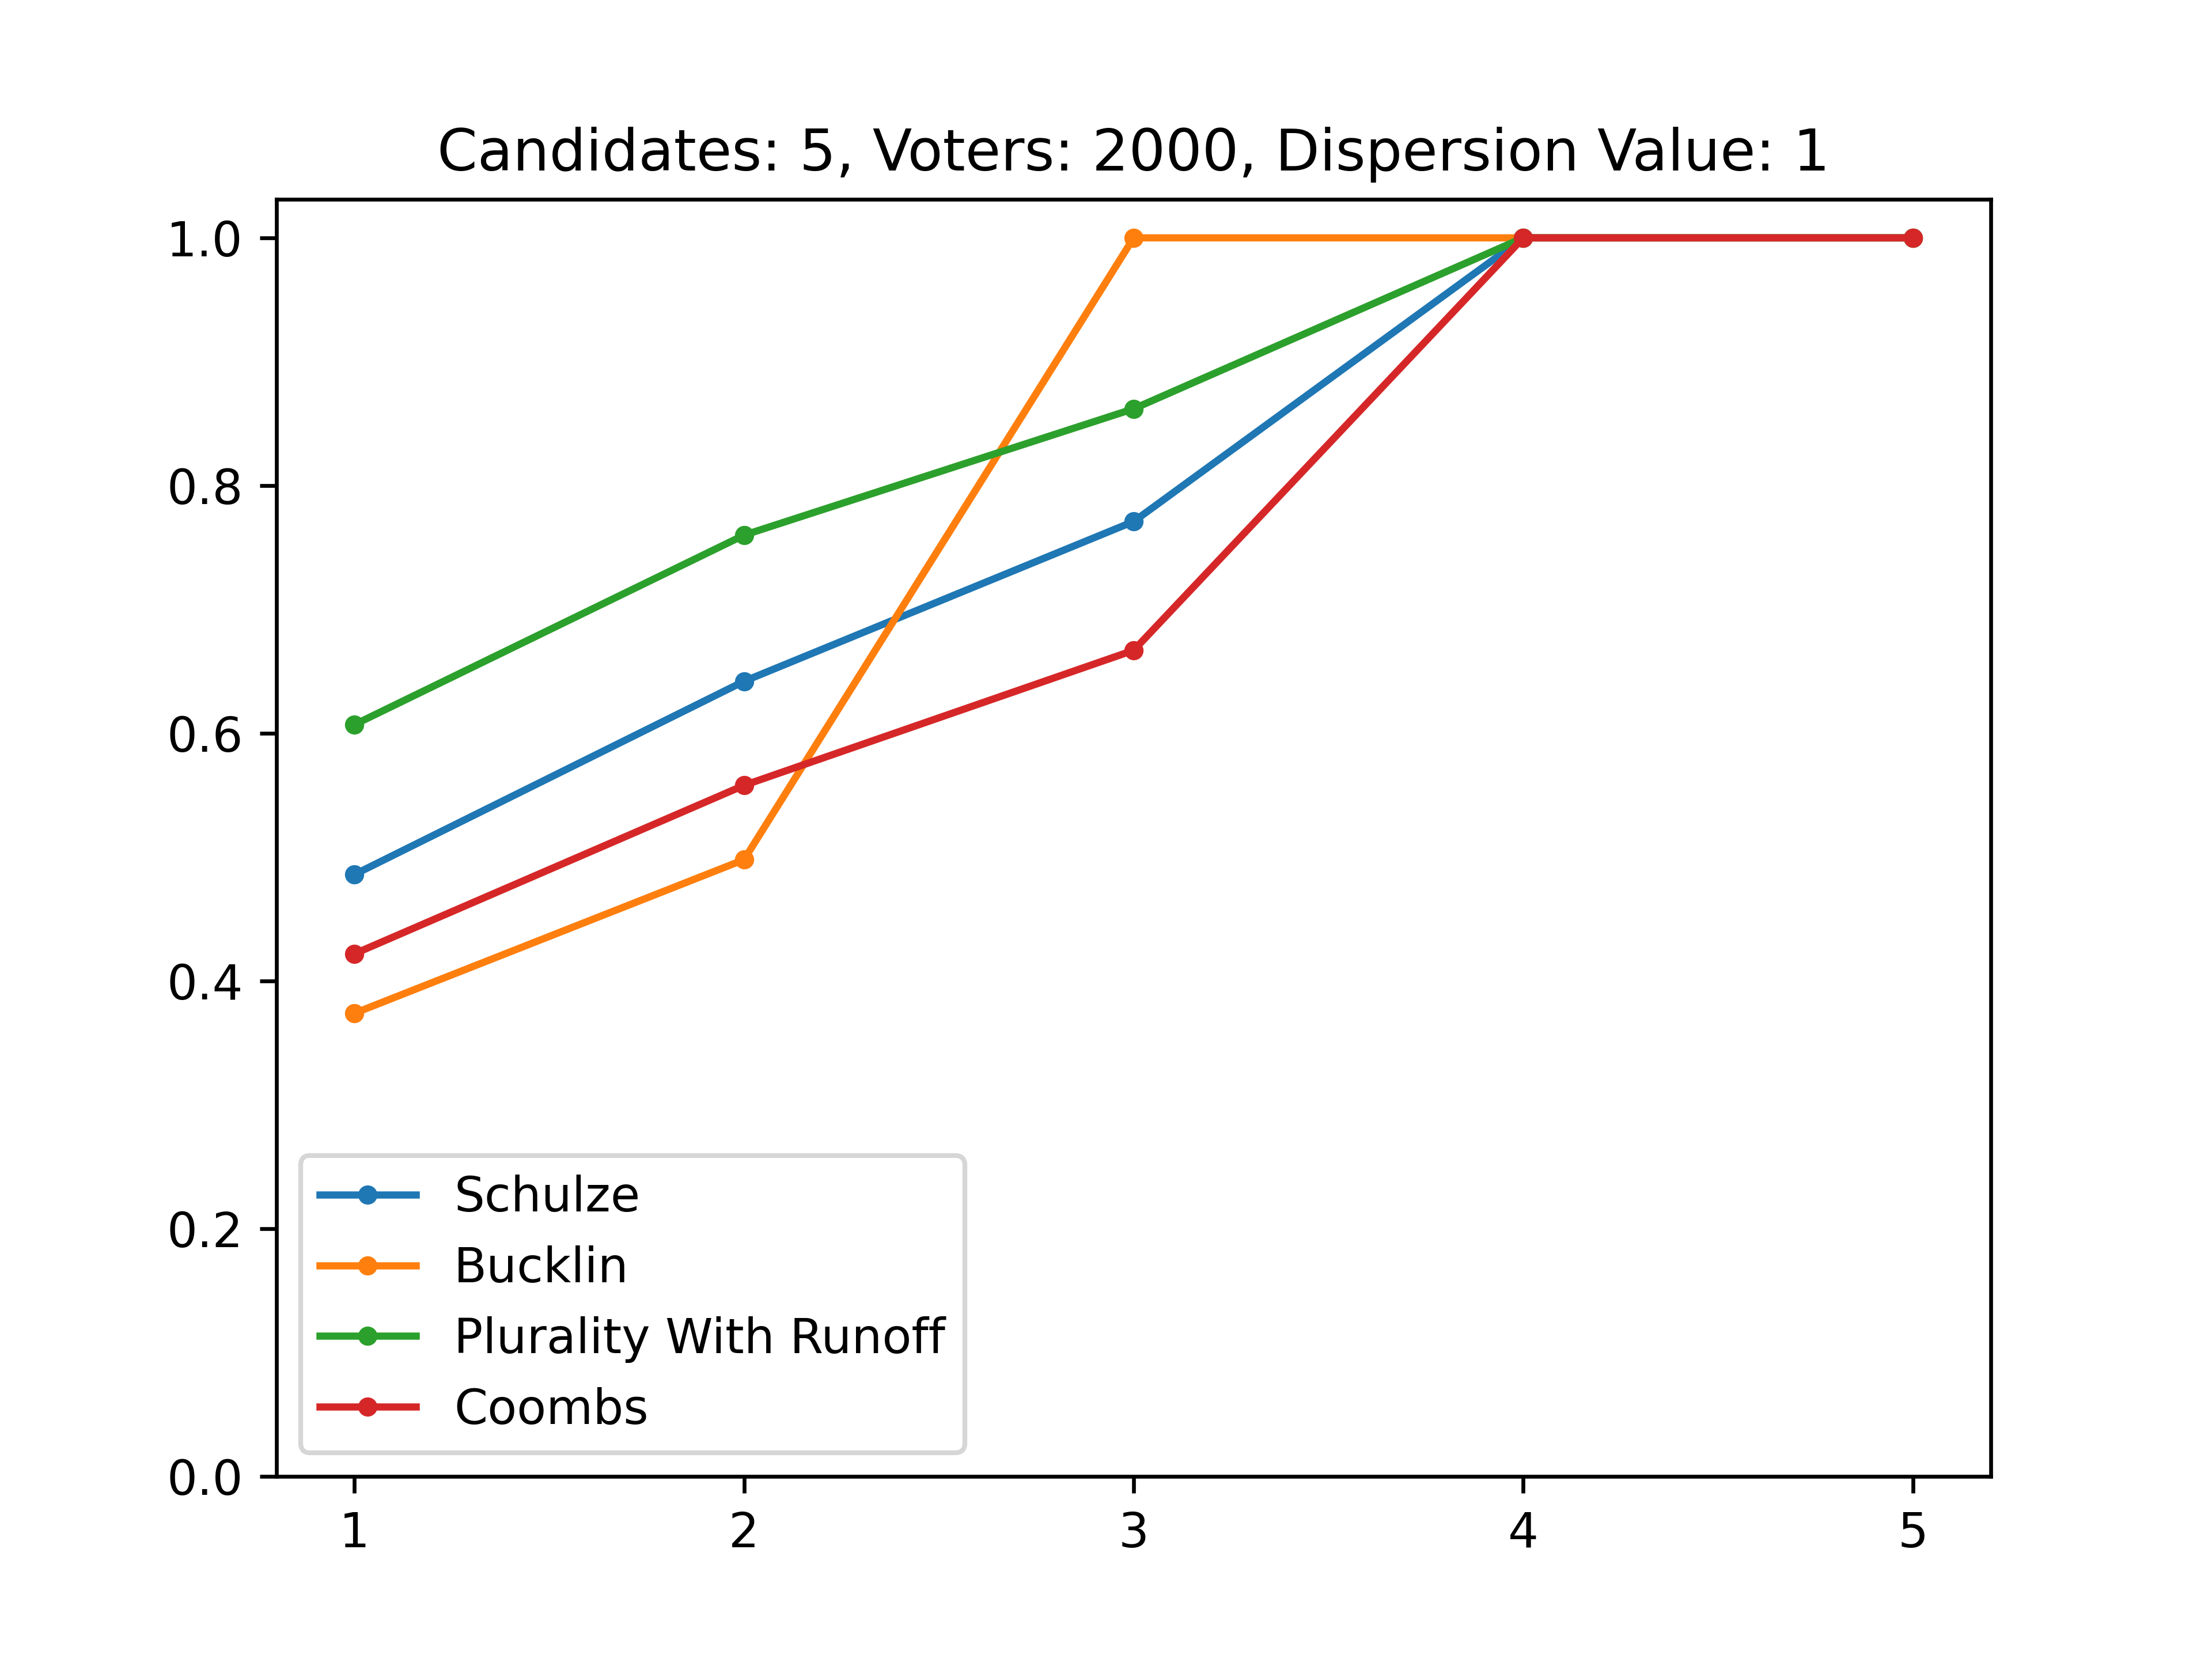 Candidates: 5, Voters: 2000, Dispersion Value: 1
1.0
0.8
0.6
0.4
0.2
0.0
Schulze
Bucklin
Plurality With Runoff
Coombs
1 2 3 4 5